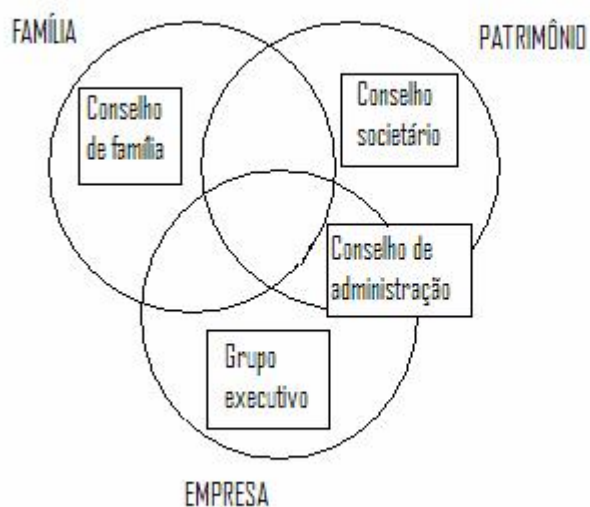 FAMÍLIA
PATRIMÔNIO
Conselho
de família
Conselho
societário
Conselho de
administração
Grupo
executivo
EMPRESA